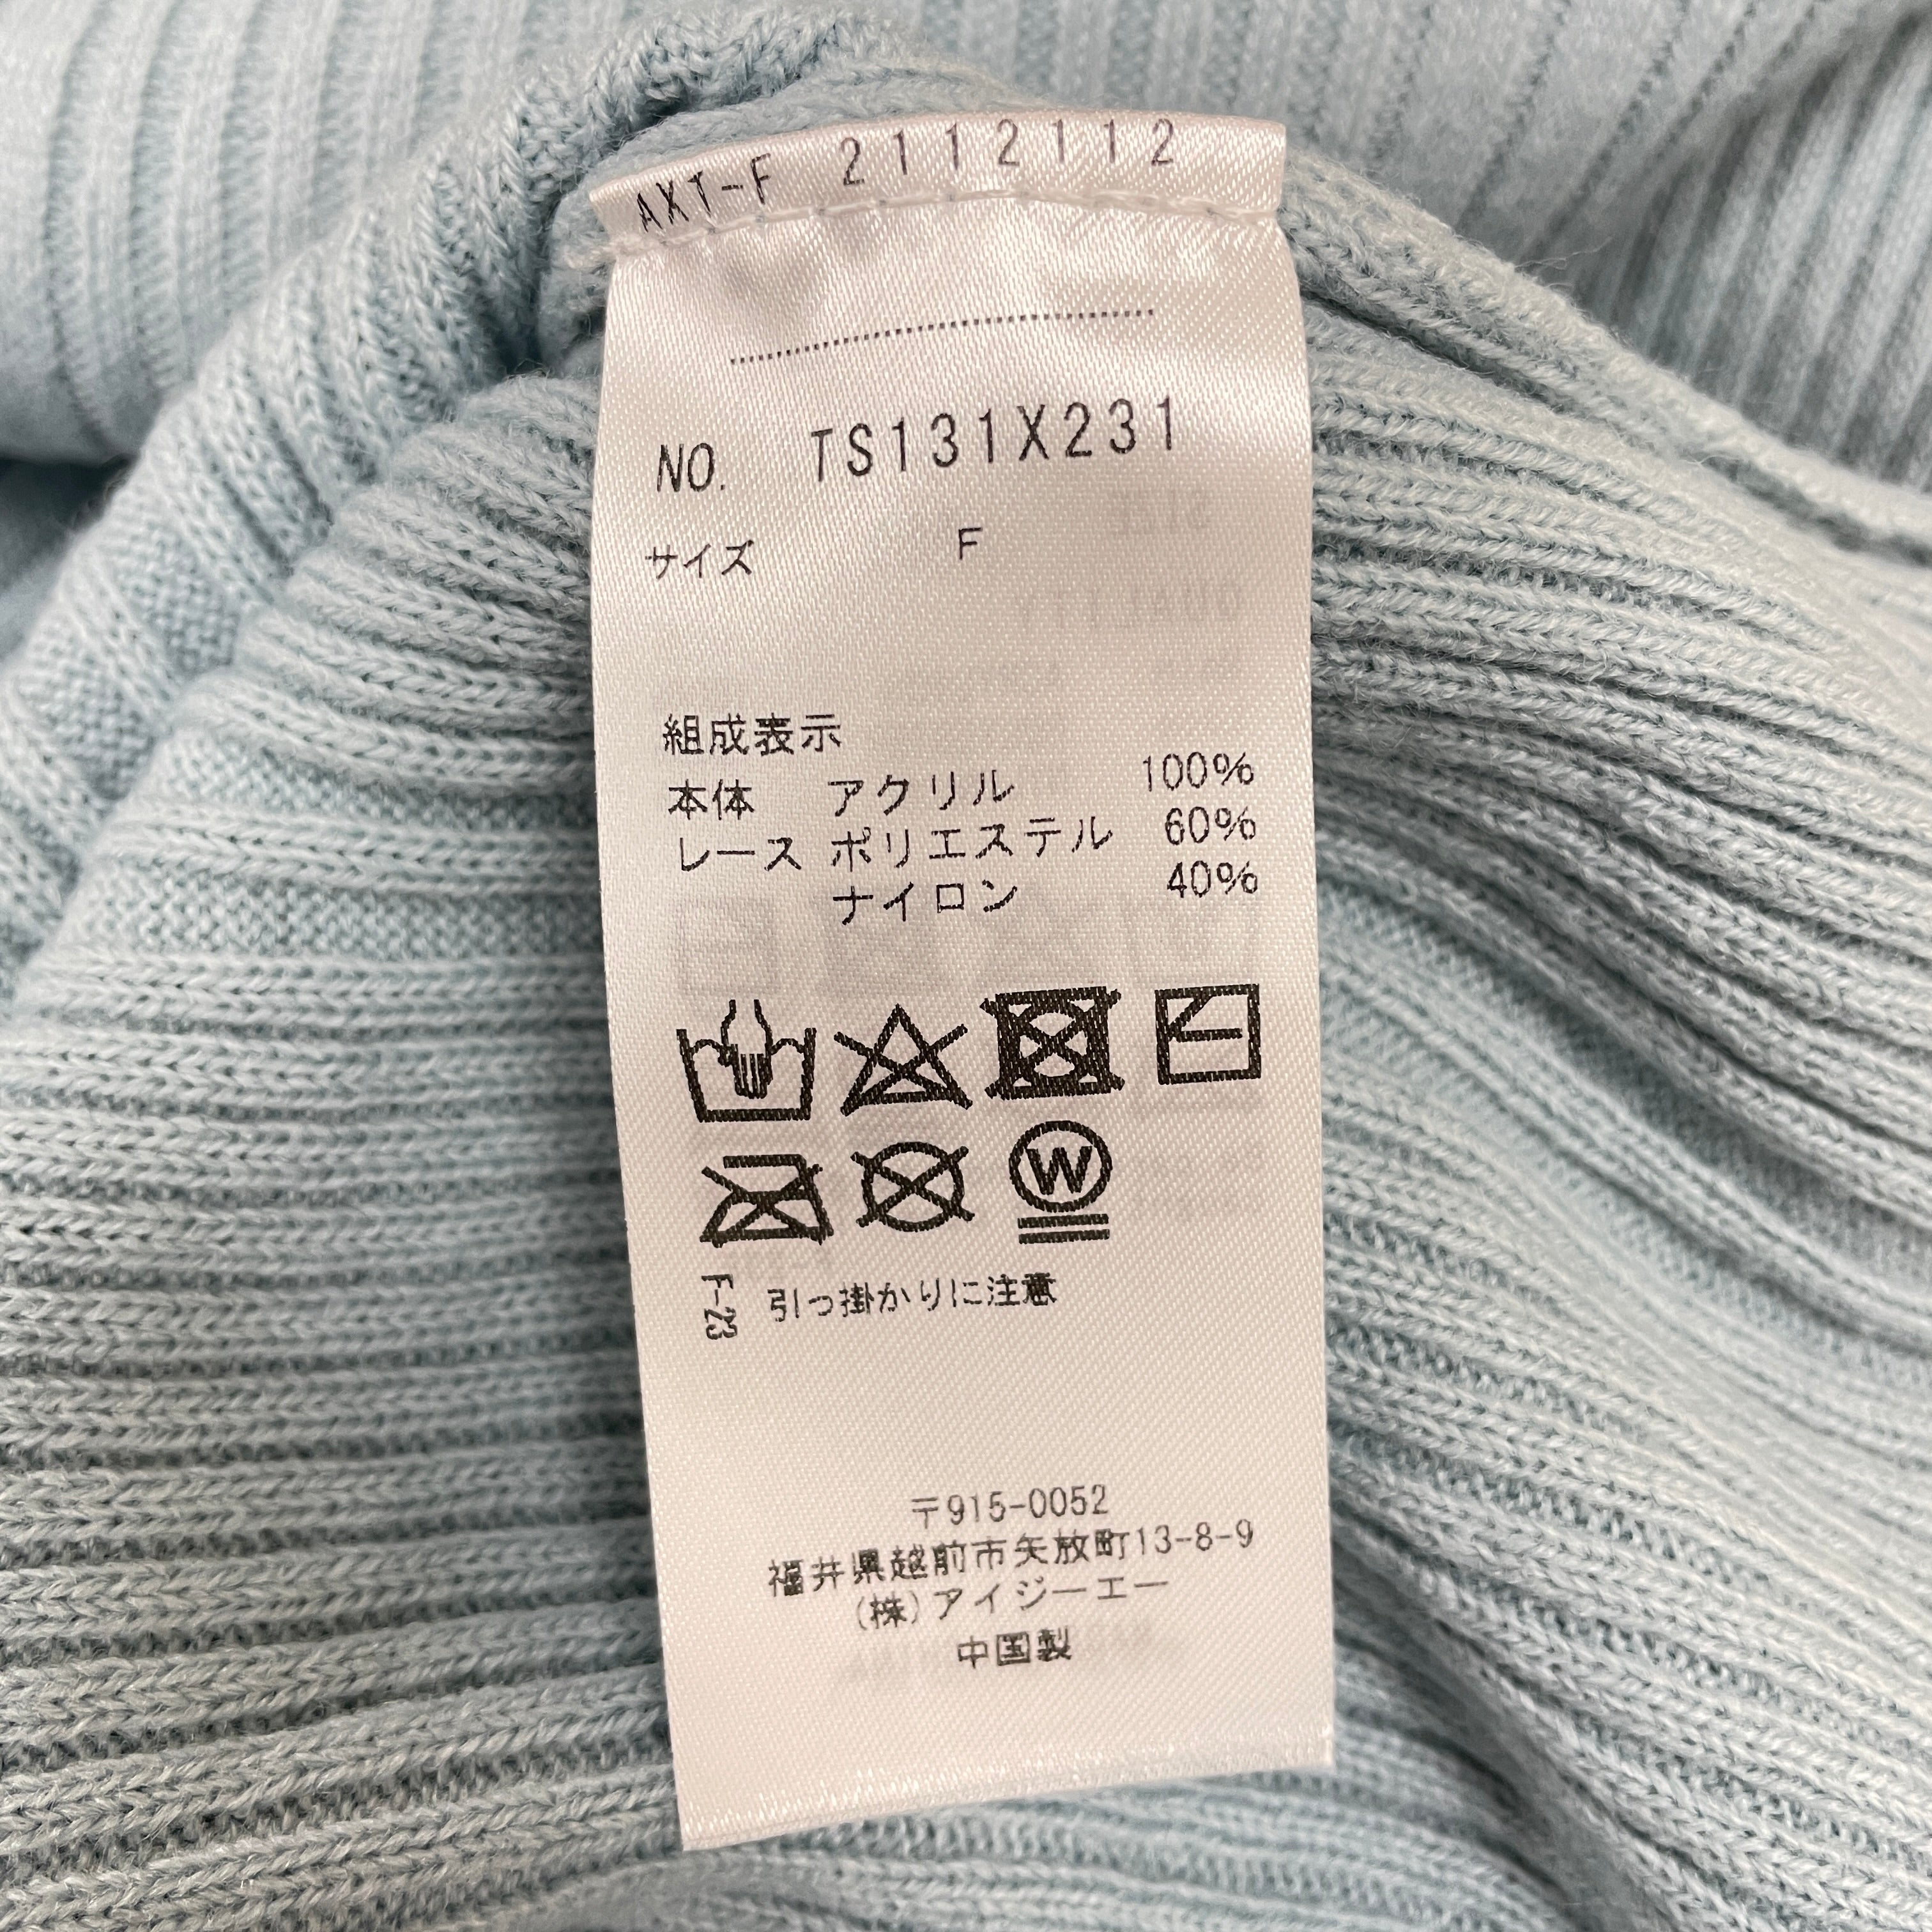 AXT-F 2112112
NO. TS131X231
サイズ F
組成表示
本体 アクリル 100%
レース ポリエステル 60%
ナイロン 40%
W
F-23 引っ掛かりに注意
〒915-0052
福井県越前市矢放町13-8-9
(株)アイジーエー
中国製